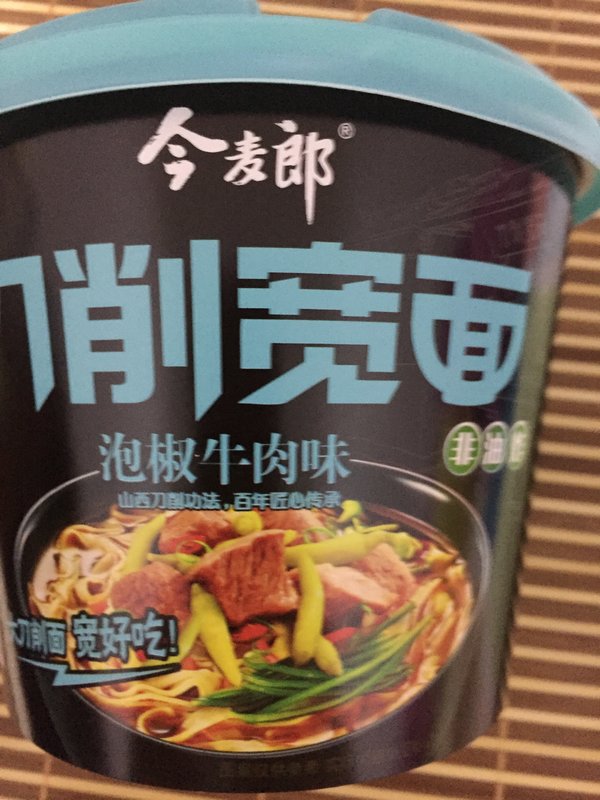 今麦郎®
刀削宽面
泡椒牛肉味
非油炸
山西刀削功法，百年匠心传承
大刀削面 宽好吃！